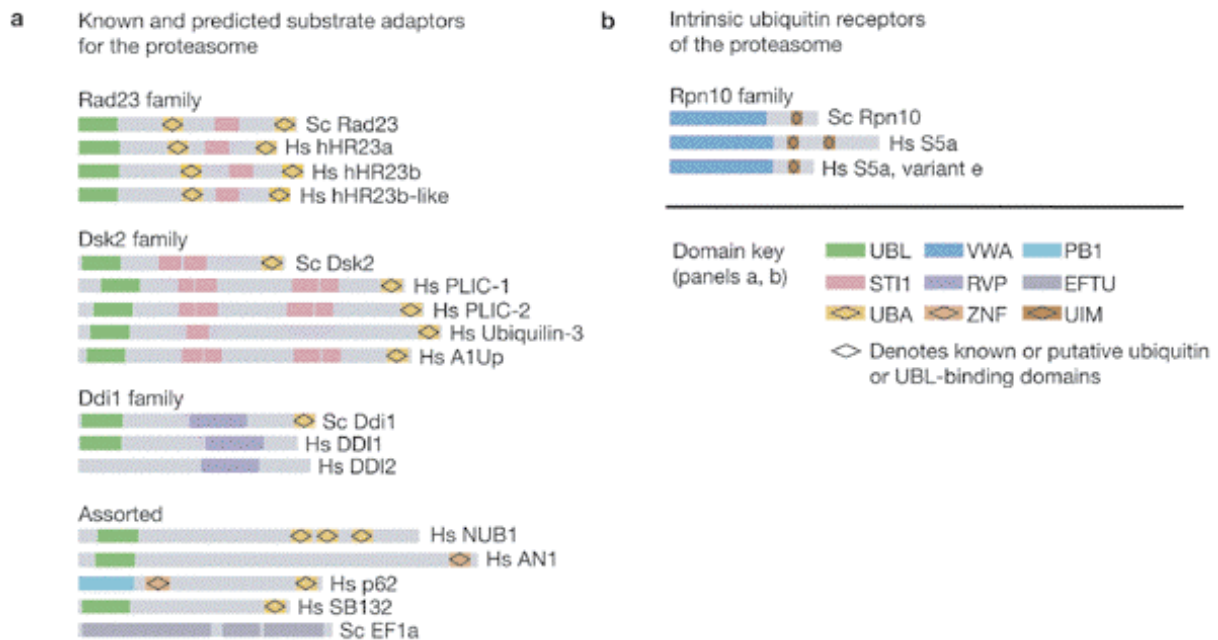 a
Known and predicted substrate adaptors
for the proteasome
Rad23 family
Sc Rad23
Hs hHR23a
Hs hHR23b
Hs hHR23b-like
Dsk2 family
Sc Dsk2
Hs PLIC-1
Hs PLIC-2
Hs Ubiquilin-3
Hs A1Up
Ddi1 family
Sc Ddi1
Hs DDI1
Hs DDI2
Assorted
Hs NUB1
Hs AN1
Hs p62
Hs SB132
Sc EF1a
b
Intrinsic ubiquitin receptors
of the proteasome
Rpn10 family
Sc Rpn10
Hs S5a
Hs S5a, variant e
Domain key
(panels a, b)
UBL VWA PB1
STI1 RVP EFTU
UBA ZNF UIM
Denotes known or putative ubiquitin
or UBL-binding domains